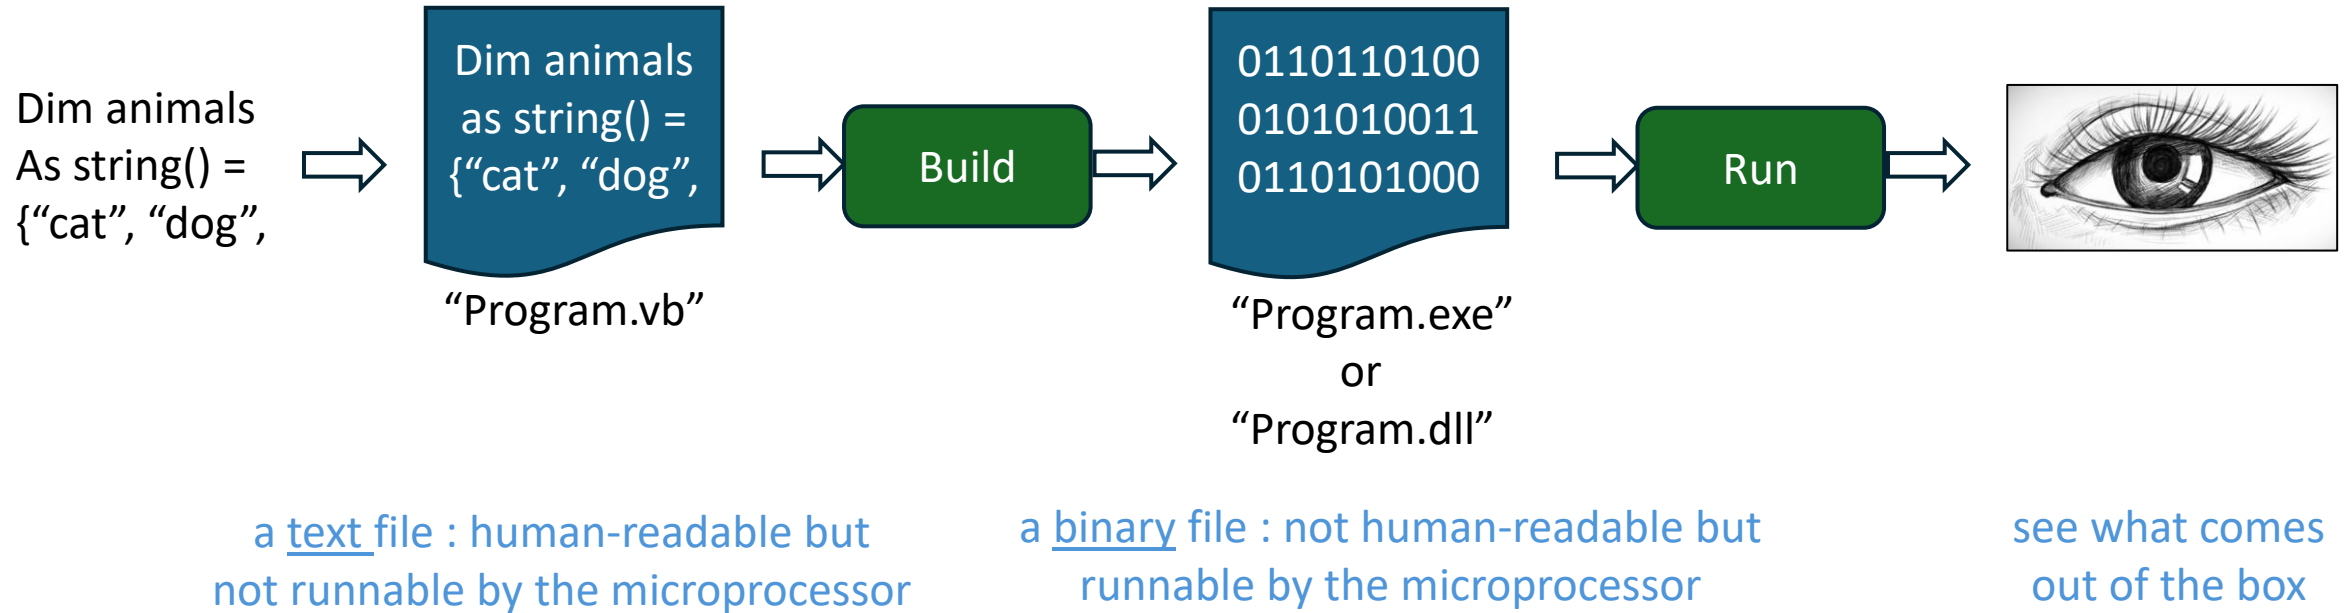 Dim animals
As string() =
{“cat”, “dog”,
Dim animals
as string() =
{“cat”, “dog”,
“Program.vb”
Build
0110110100
0101010011
0110101000
“Program.exe”
or
“Program.dll”
Run
a text file : human-readable but
not runnable by the microprocessor
a binary file : not human-readable but
runnable by the microprocessor
see what comes
out of the box